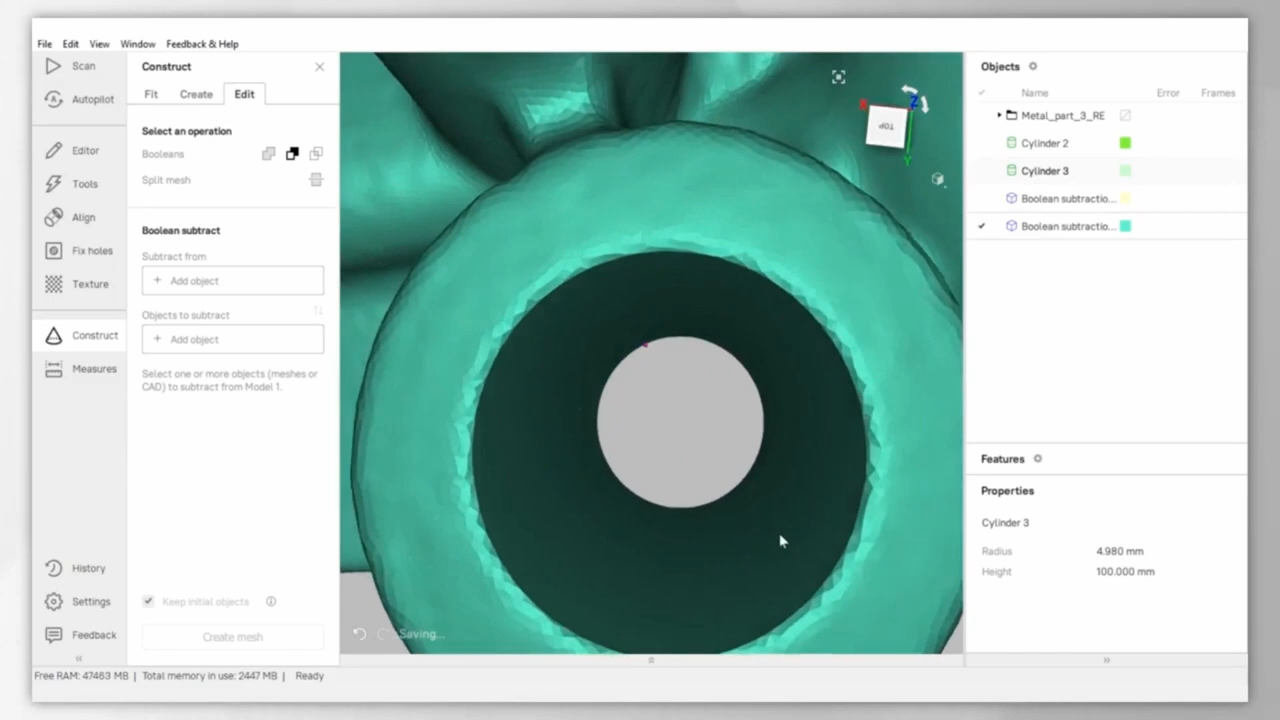 File Edit View Window Feedback & Help
Scan
Autopilot
Editor
Tools
Align
Fix holes
Texture
Construct
Measures
History
Settings
Feedback
Construct
Fit Create Edit
Select an operation
Booleans
Split mesh
Boolean subtract
Subtract from
+ Add object
Objects to subtract
+ Add object
Select one or more objects (meshes or
CAD) to subtract from Model 1.
Keep initial objects
Create mesh
TOP
X
Z
Y
Saving...
Objects
Name Error Frames
Metal_part_3_RE
Cylinder 2
Cylinder 3
Boolean subtractio...
Boolean subtractio...
Features
Properties
Cylinder 3
Radius 4.980 mm
Height 100.000 mm
Free RAM: 47463 MB | Total memory in use: 2447 MB | Ready